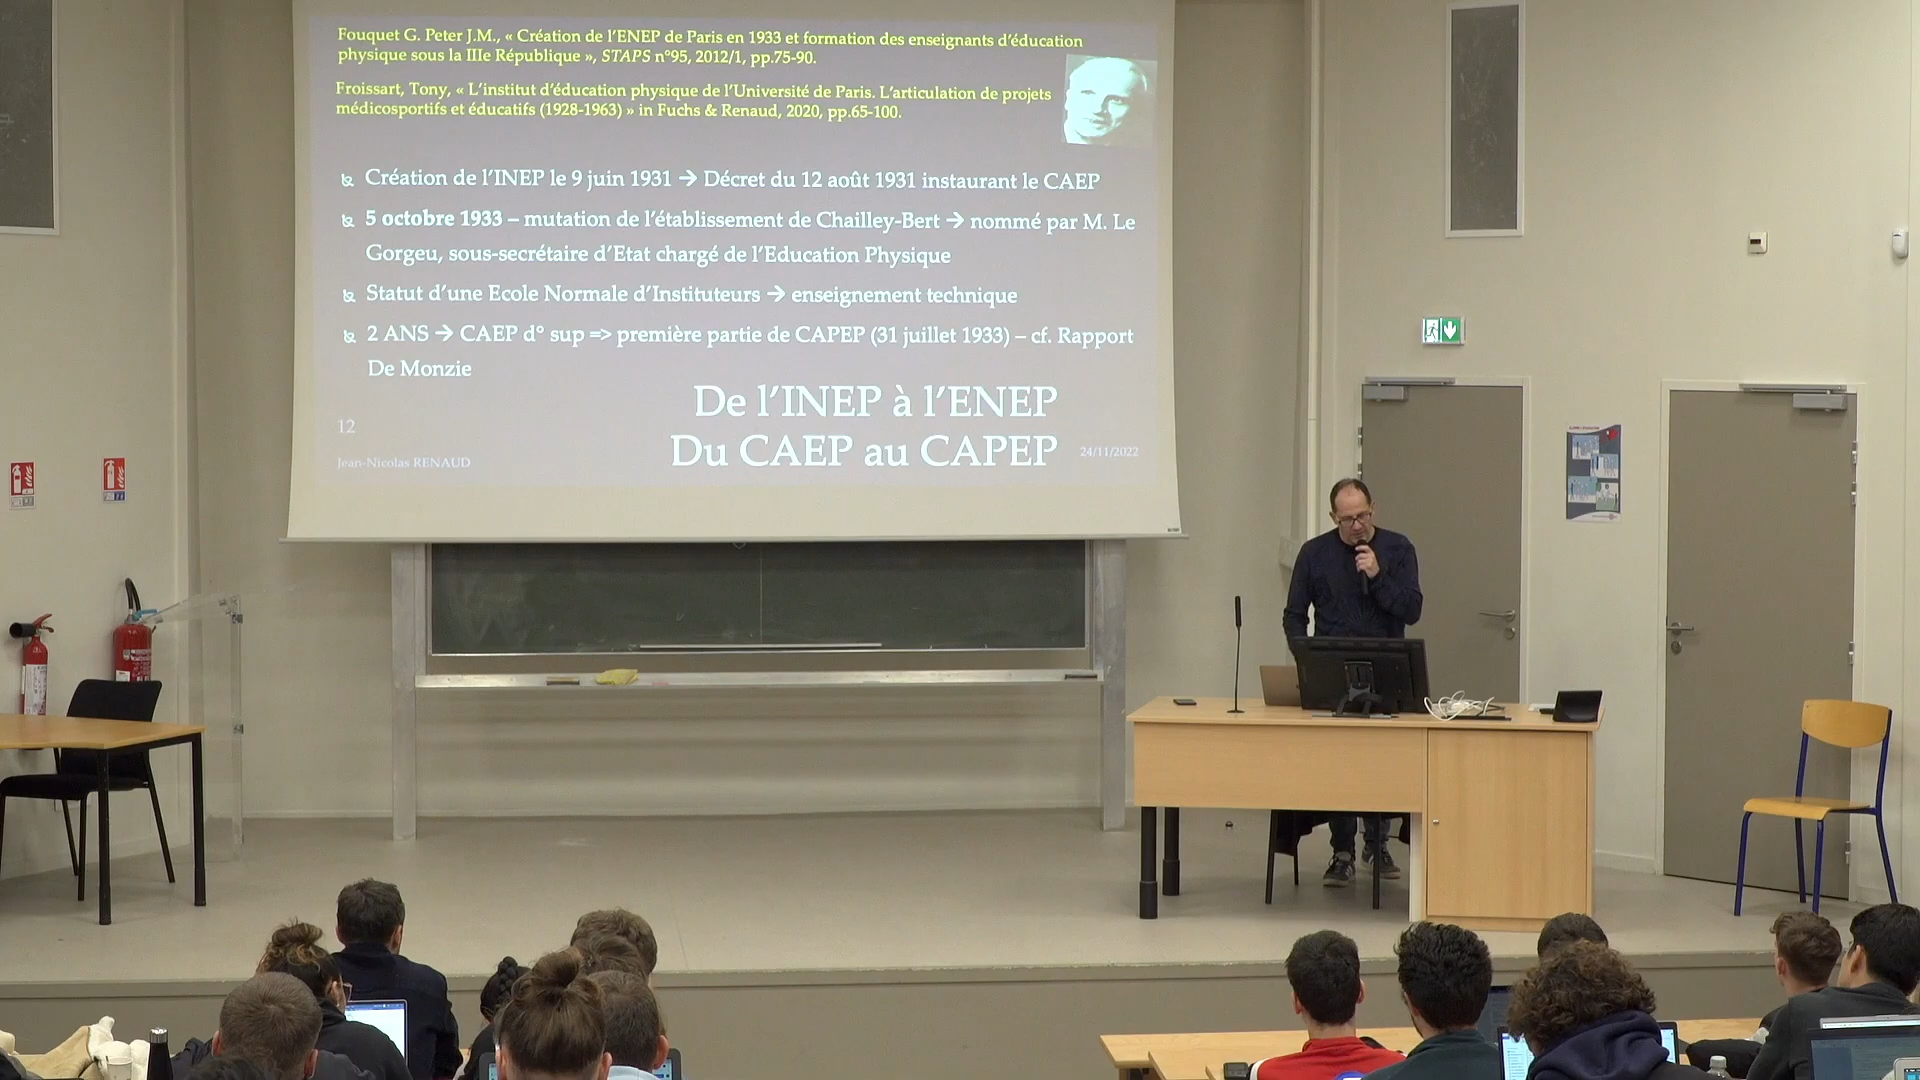 Fouquet G. Peter J.M., « Création de l'ENEP de Paris en 1933 et formation des enseignants d'éducation
physique sous la IIIe République », STAPS n°95, 2012/1, pp.75-90.
Froissart, Tony, « L'institut d'éducation physique de l'Université de Paris. L'articulation de projets
médicosportifs et éducatifs (1928-1963) » in Fuchs & Renaud, 2020, pp.65-100.
Création de l'INEP le 9 juin 1931 → Décret du 12 août 1931 instaurant le CAEP
5 octobre 1933 – mutation de l'établissement de Chailley-Bert → nommé par M. Le
Gorgeu, sous-secrétaire d'Etat chargé de l'Education Physique
Statut d'une Ecole Normale d'Instituteurs → enseignement technique
2 ANS → CAEP d° sup => première partie de CAPEP (31 juillet 1933) – cf. Rapport
De Monzie
De l'INEP à l'ENEP
Du CAEP au CAPEP
12
Jean-Nicolas RENAUD
24/11/2022